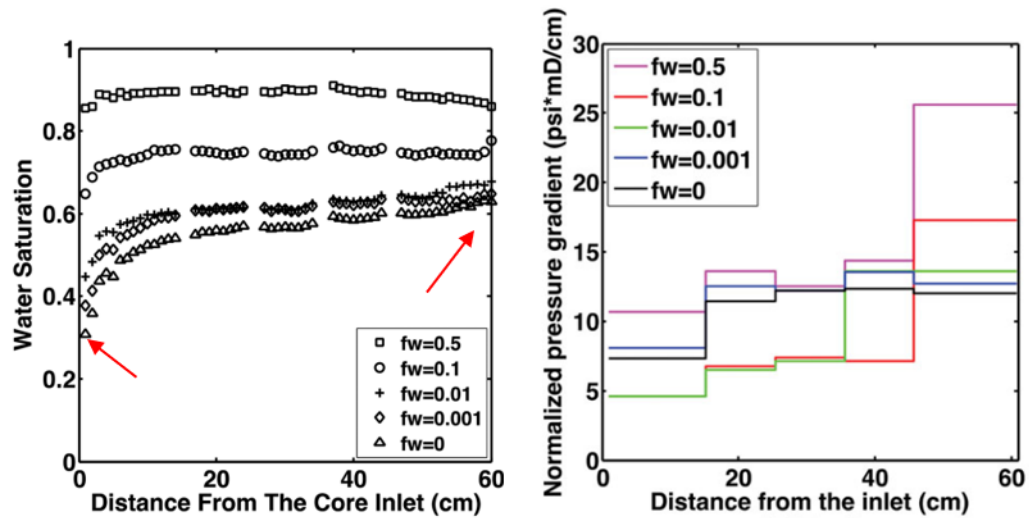 1
0.8
0.6
0.4
0.2
0
0
20
40
60
Water Saturation
Distance From The Core Inlet (cm)
fw=0.5
fw=0.1
fw=0.01
fw=0.001
fw=0
30
25
20
15
10
5
0
0
20
40
60
Normalized pressure gradient (psi*mD/cm)
Distance from the inlet (cm)
fw=0.5
fw=0.1
fw=0.01
fw=0.001
fw=0